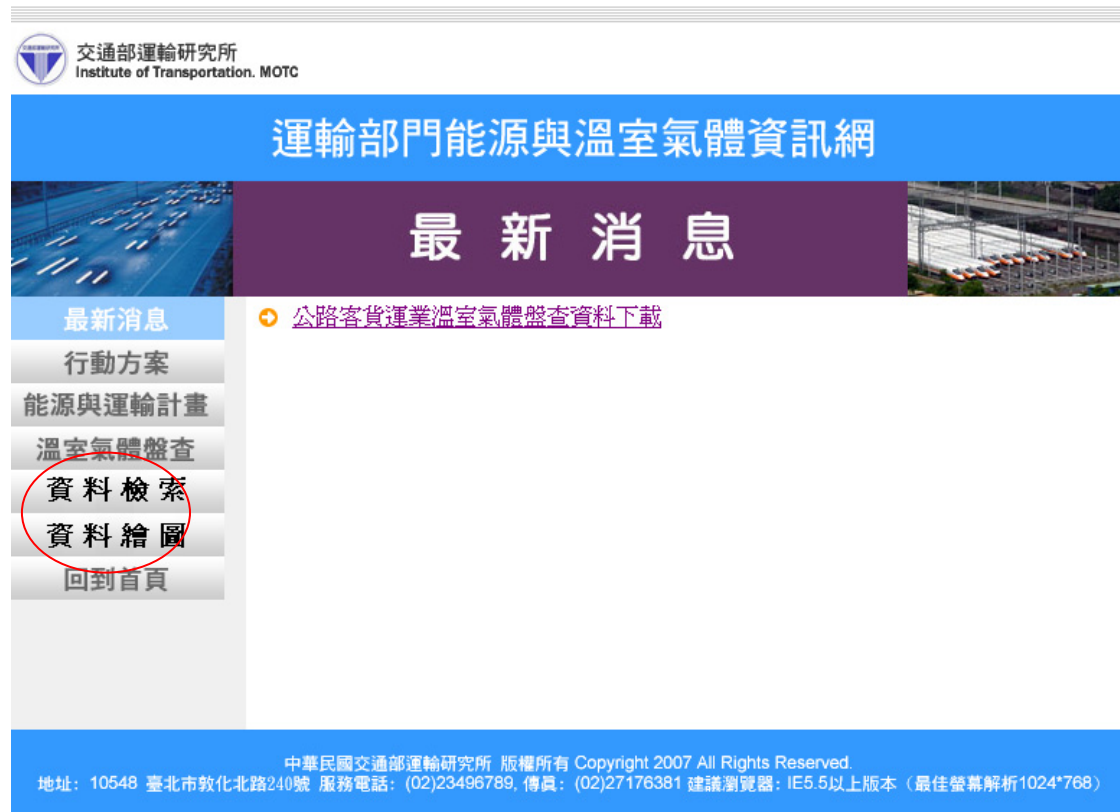 交通部運輸研究所
Institute of Transportation. MOTC
運輸部門能源與溫室氣體資訊網
最 新 消 息
最新消息
公路客貨運業溫室氣體盤查資料下載
行動方案
能源與運輸計畫
溫室氣體盤查
資 料 檢 索
資 料 繪 圖
回到首頁
中華民國交通部運輸研究所 版權所有 Copyright 2007 All Rights Reserved.
地址：10548 臺北市敦化北路240號 服務電話：(02)23496789, 傳真：(02)27176381 建議瀏覽器：IE5.5以上版本（最佳螢幕解析1024*768）